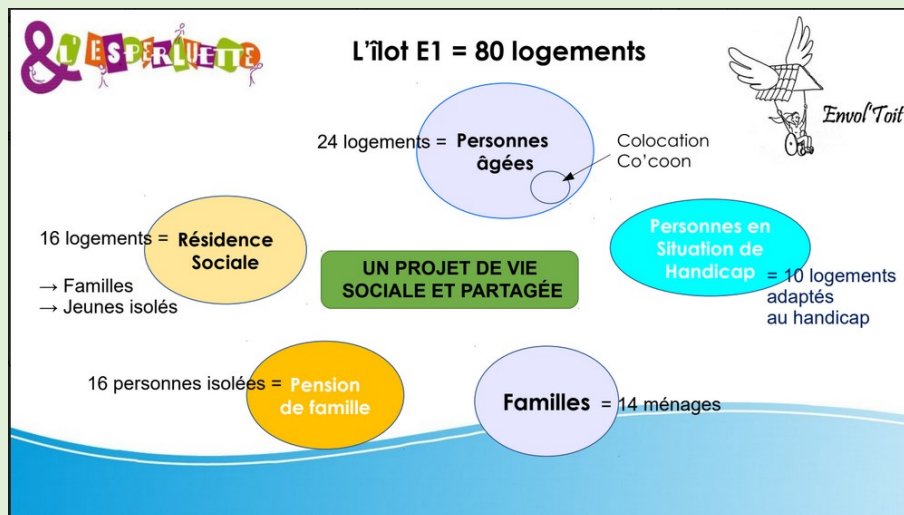 &L'ESPERLUETTE
L'îlot E1 = 80 logements
Envol'Toit
24 logements = Personnes
âgées
Colocation
Co'coon
16 logements = Résidence
Sociale
→ Familles
→ Jeunes isolés
UN PROJET DE VIE
SOCIALE ET PARTAGÉE
Personnes en
Situation de
Handicap
= 10 logements
adaptés
au handicap
16 personnes isolées = Pension
de famille
Familles = 14 ménages